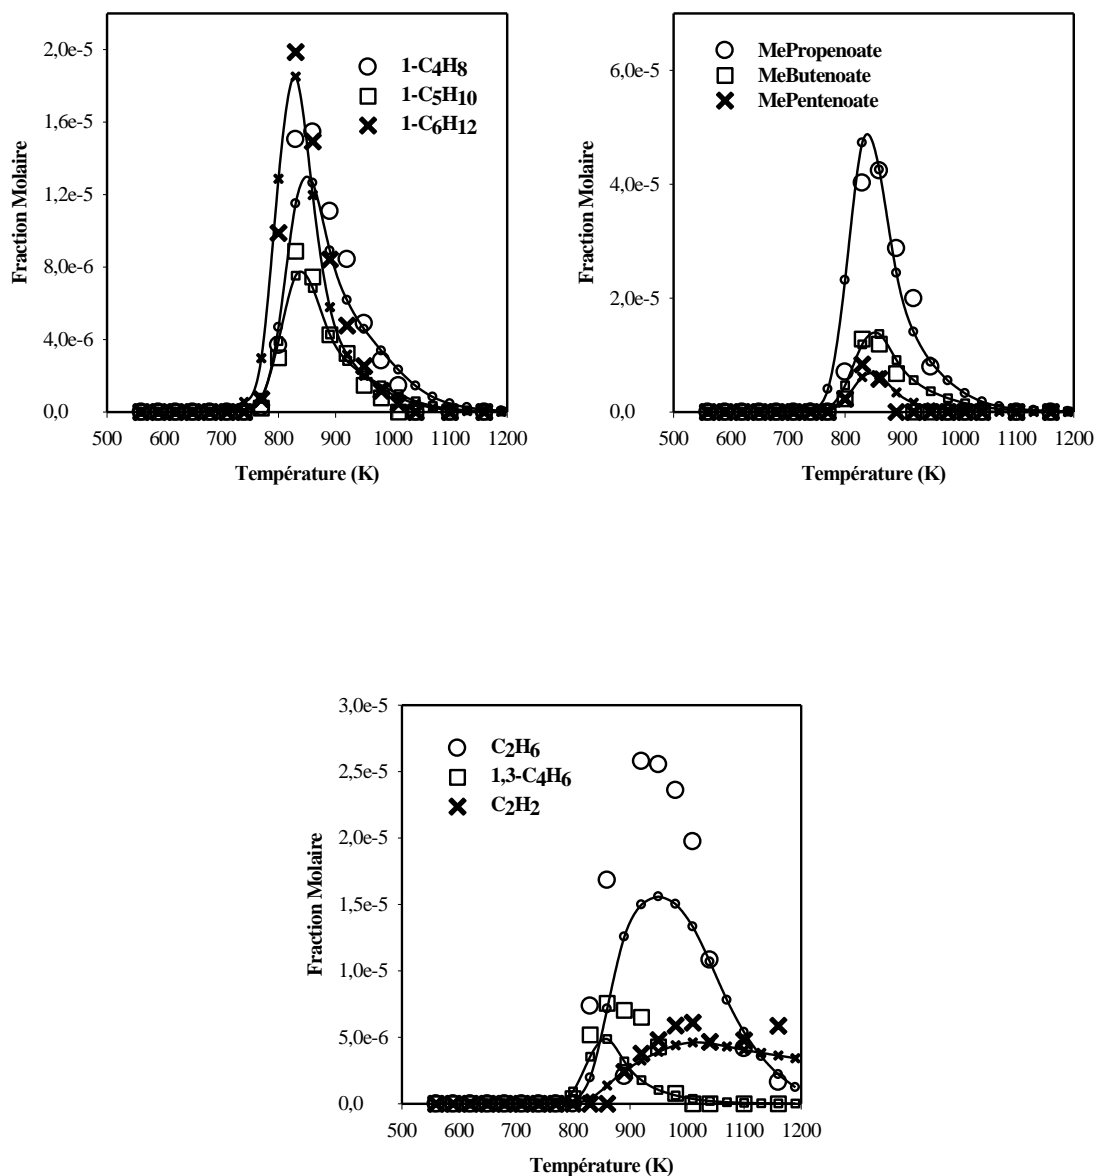 2,0e-5
1,6e-5
1,2e-5
8,0e-6
4,0e-6
0,0
500 600 700 800 900 1000 1100 1200
Fraction Molaire
Température (K)
1-C4H8
1-C5H10
1-C6H12
6,0e-5
4,0e-5
2,0e-5
0,0
500 600 700 800 900 1000 1100 1200
Fraction Molaire
Température (K)
MePropenoate
MeButenoate
MePentenoate
3,0e-5
2,5e-5
2,0e-5
1,5e-5
1,0e-5
5,0e-6
0,0
500 600 700 800 900 1000 1100 1200
Fraction Molaire
Température (K)
C2H6
1,3-C4H6
C2H2